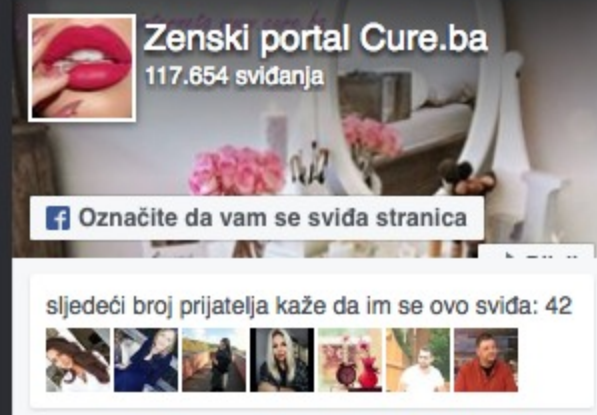 Zenski portal Cure.ba
117.654 sviđanja
Označite da vam se sviđa stranica
sljedeći broj prijatelja kaže da im se ovo sviđa: 42